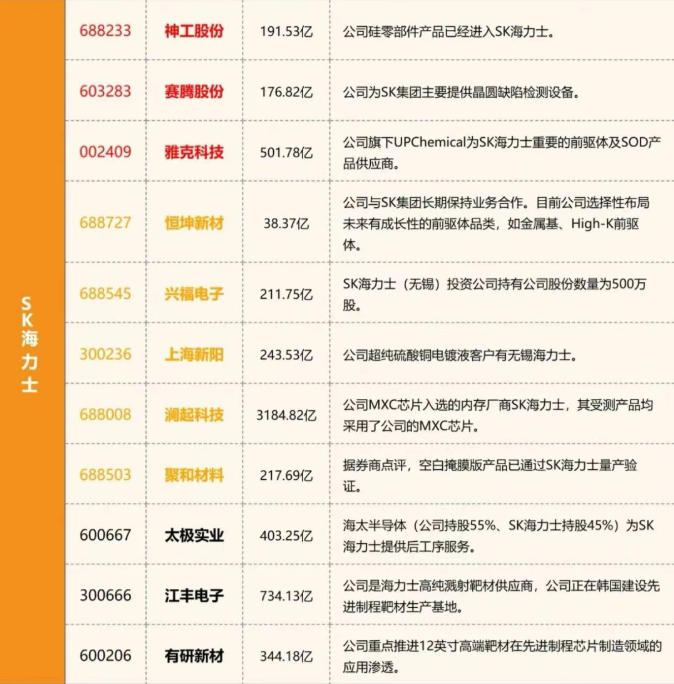 SK海力士
688233 神工股份 191.53亿 公司硅零部件产品已经进入SK海力士。
603283 赛腾股份 176.82亿 公司为SK集团主要提供晶圆缺陷检测设备。
002409 雅克科技 501.78亿 公司旗下UPChemical为SK海力士重要的前驱体及SOD产
品供应商。
688727 恒坤新材 38.37亿 公司与SK集团长期保持业务合作。目前公司选择性布局
未来有成长性的前驱体品类，如金属基、High-K前驱
体。
688545 兴福电子 211.75亿 SK海力士（无锡）投资公司持有公司股份数量为500万
股。
300236 上海新阳 243.53亿 公司超纯硫酸铜电镀液客户有无锡海力士。
688008 澜起科技 3184.82亿 公司MXC芯片入选的内存厂商SK海力士，其受测产品均
采用了公司的MXC芯片。
688503 聚和材料 217.69亿 据券商点评，空白掩膜版产品已通过SK海力士量产验
证。
600667 太极实业 403.25亿 海太半导体（公司持股55%、SK海力士持股45%）为SK
海力士提供后工序服务。
300666 江丰电子 734.13亿 公司是海力士高纯溅射靶材供应商，公司正在韩国建设先
进制程靶材生产基地。
600206 有研新材 344.18亿 公司重点推进12英寸高端靶材在先进制程芯片制造领域的
应用渗透。